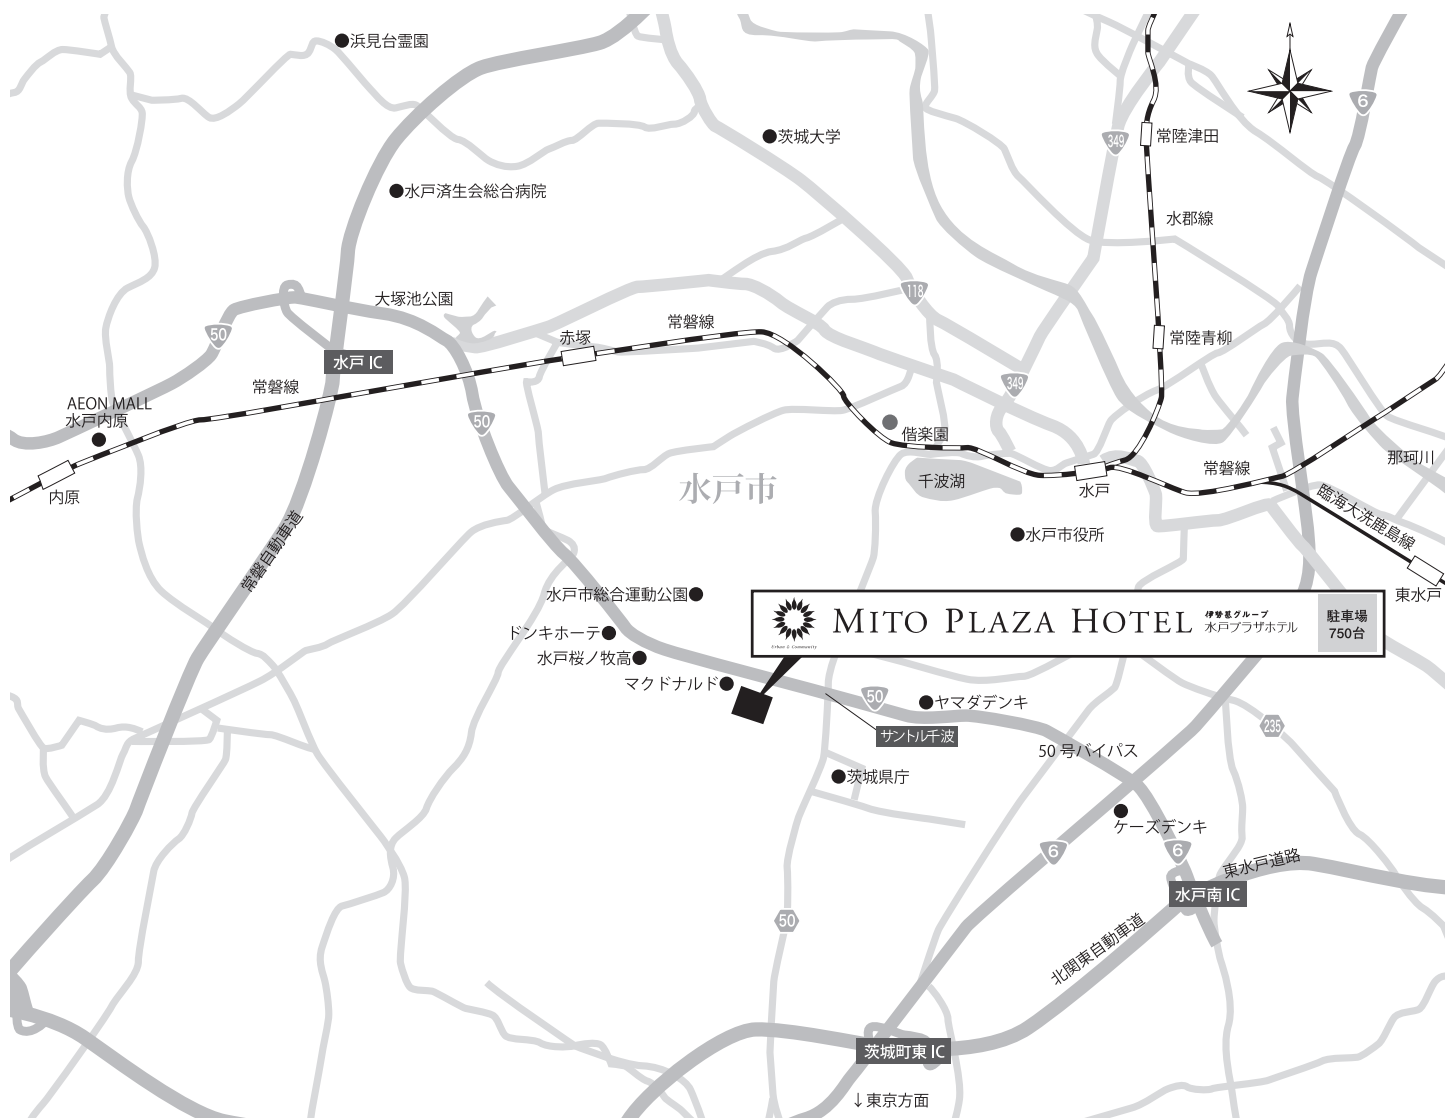 浜見台霊園
6
茨城大学
349
常陸津田
水戸済生会総合病院
水郡線
大塚池公園
118
50
常磐線
赤塚
常陸青柳
水戸 IC
常磐線
349
AEON MALL
水戸内原
50
偕楽園
那珂川
常磐線
千波湖
水戸市
内原
水戸
臨海大洗鹿島線
常磐自動車道
水戸市役所
東水戸
水戸市総合運動公園
MITO PLAZA HOTEL
伊勢甚グループ
水戸プラザホテル
駐車場
750台
Urban & Community
ドンキホーテ
水戸桜ノ牧高
マクドナルド
50
ヤマダデンキ
235
サントル千波
50 号バイパス
茨城県庁
ケーズデンキ
6
6
東水戸道路
水戸南 IC
50
北関東自動車道
茨城町東 IC
↓東京方面